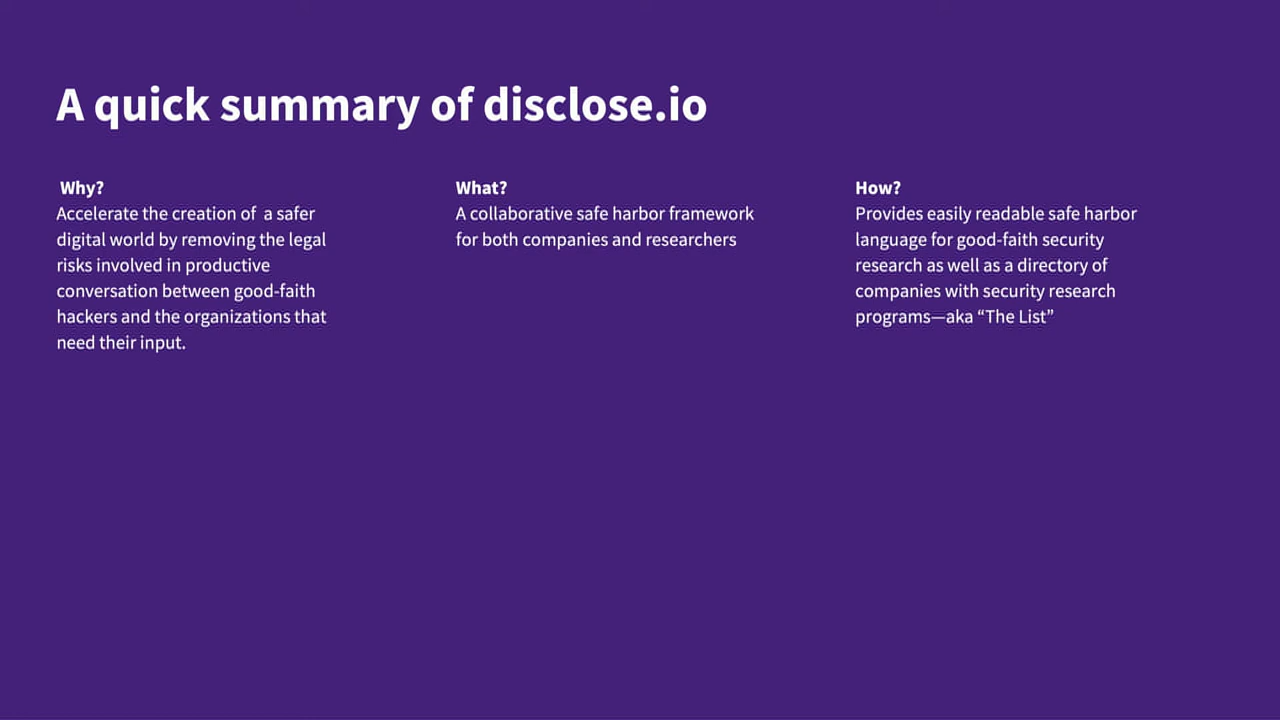 A quick summary of disclose.io
Why?
Accelerate the creation of  a safer
digital world by removing the legal
risks involved in productive
conversation between good-faith
hackers and the organizations that
need their input.
What?
A collaborative safe harbor framework
for both companies and researchers
How?
Provides easily readable safe harbor
language for good-faith security
research as well as a directory of
companies with security research
programs—aka “The List”